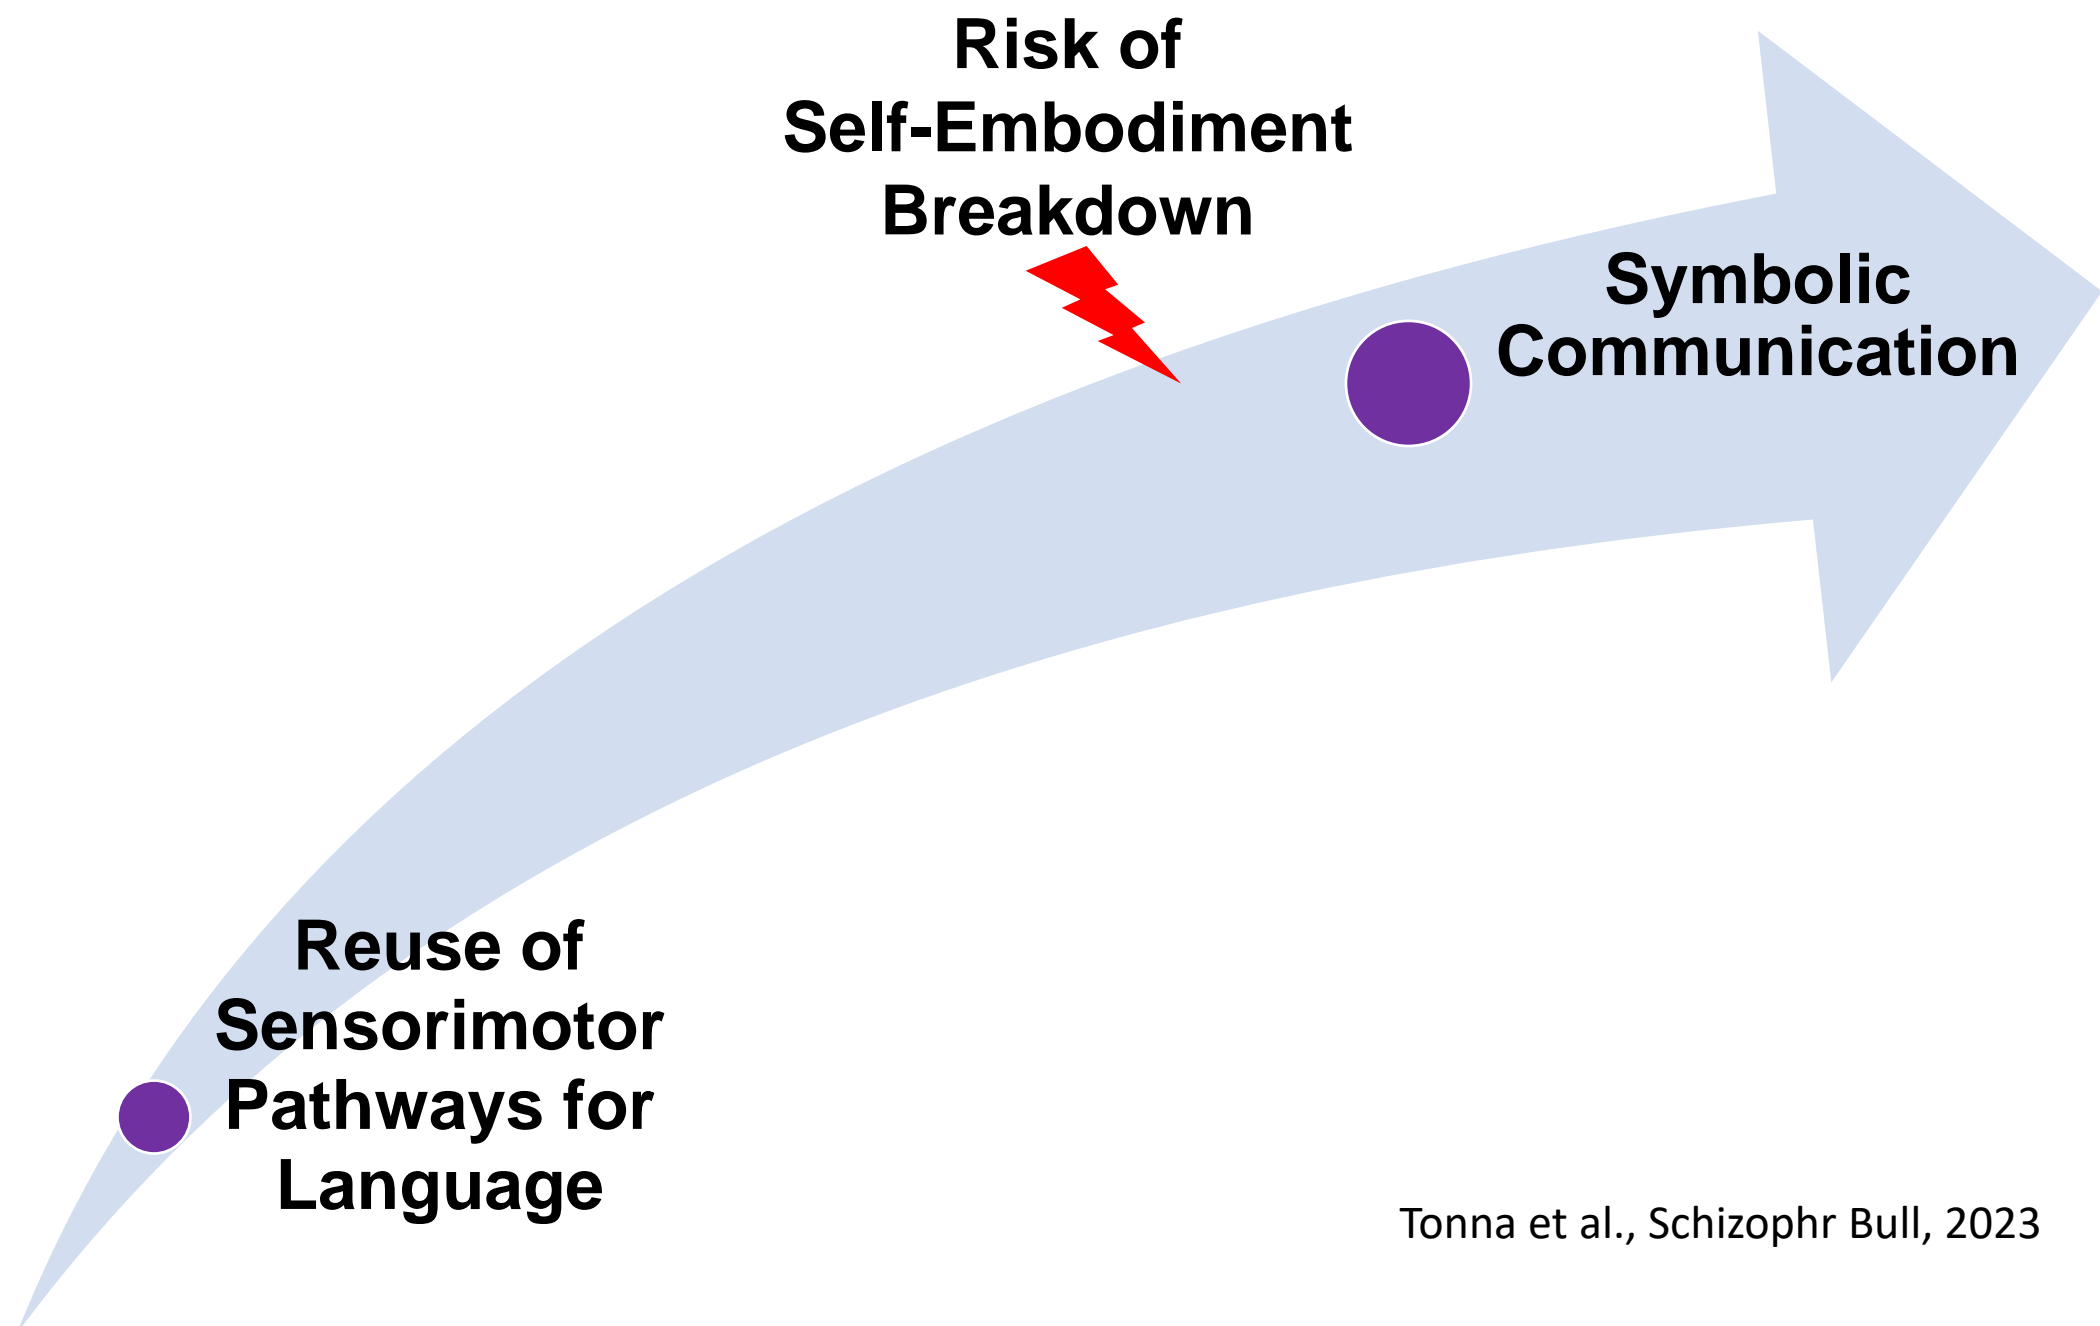 Risk of
Self-Embodiment
Breakdown
Symbolic
Communication
Reuse of
Sensorimotor
Pathways for
Language
Tonna et al., Schizophr Bull, 2023